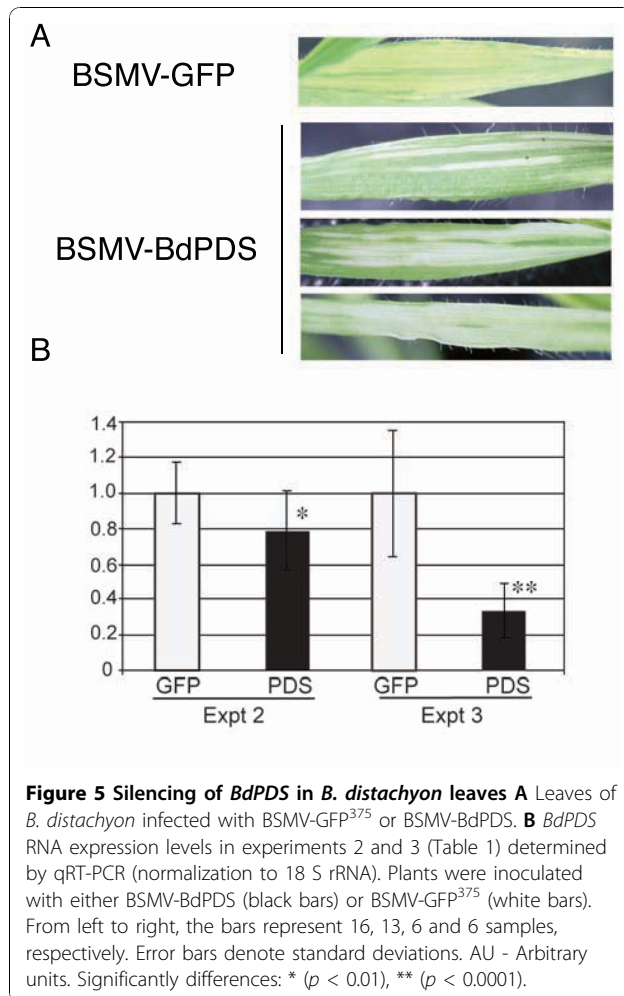 A
BSMV-GFP
BSMV-BdPDS
B
1.4
1.2
1.0
0.8
0.6
0.4
0.2
0
*
**
GFP PDS GFP PDS
Expt 2 Expt 3
Figure 5 Silencing of BdPDS in B. distachyon leaves A Leaves of
B. distachyon infected with BSMV-GFP³⁷⁵ or BSMV-BdPDS. B BdPDS
RNA expression levels in experiments 2 and 3 (Table 1) determined
by qRT-PCR (normalization to 18 S rRNA). Plants were inoculated
with either BSMV-BdPDS (black bars) or BSMV-GFP³⁷⁵ (white bars).
From left to right, the bars represent 16, 13, 6 and 6 samples,
respectively. Error bars denote standard deviations. AU - Arbitrary
units. Significantly differences: * (p < 0.01), ** (p < 0.0001).